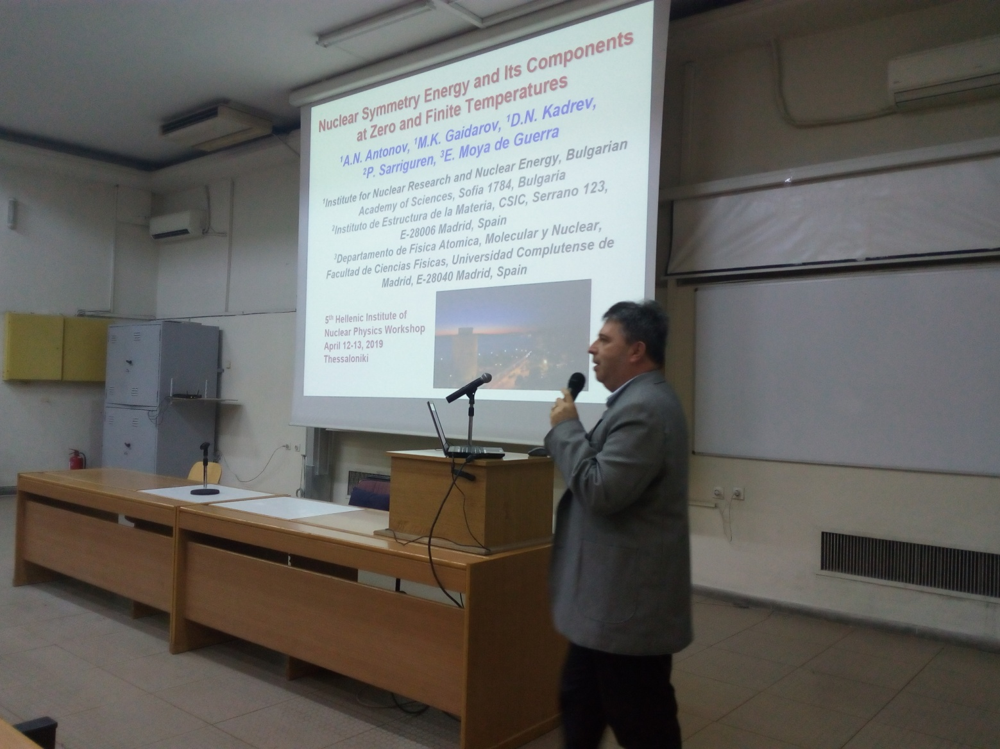 Nuclear Symmetry Energy and Its Components
at Zero and Finite Temperatures
¹A.N. Antonov, ¹M.K. Gaidarov, ¹D.N. Kadrev,
²P. Sarriguren, ³E. Moya de Guerra
¹Institute for Nuclear Research and Nuclear Energy, Bulgarian
Academy of Sciences, Sofia 1784, Bulgaria
²Instituto de Estructura de la Materia, CSIC, Serrano 123,
E-28006 Madrid, Spain
³Departamento de Fisica Atomica, Molecular y Nuclear,
Facultad de Ciencias Fisicas, Universidad Complutense de
Madrid, E-28040 Madrid, Spain
5th Hellenic Institute of
Nuclear Physics Workshop
April 12-13, 2019
Thessaloniki